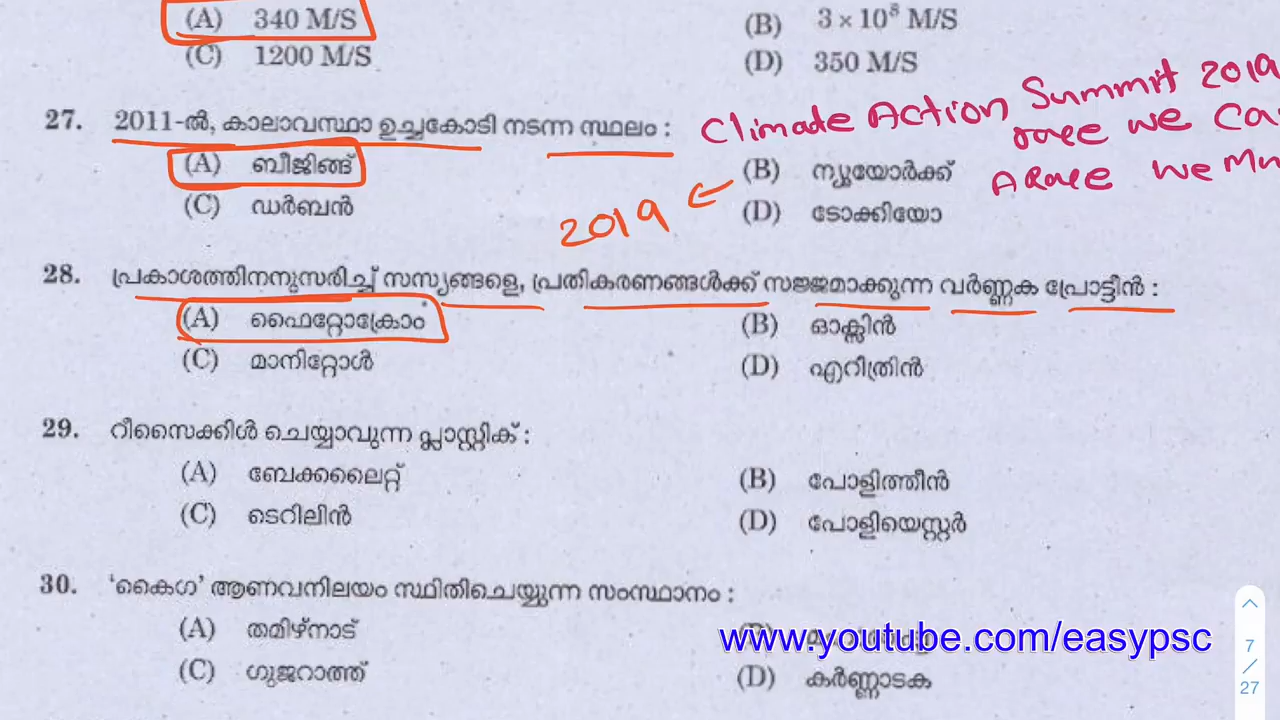 (A) 340 M/S (B) 3 × 10⁸ M/S
(C) 1200 M/S (D) 350 M/S
27. 2011-ൽ, കാലാവസ്ഥാ ഉച്ചകോടി നടന്ന സ്ഥലം : Climate Action Summit 2019
(A) ബീജിങ്ങ് (B) ന്യൂയോർക്ക്
we
we
2019
(C) ഡർബൻ (D) ടോക്കിയോ
28. പ്രകാശത്തിനനുസരിച്ച് സസ്യങ്ങളെ, പ്രതികരണങ്ങൾക്ക് സജ്ജമാക്കുന്ന വർണ്ണക പ്രോട്ടീൻ :
(A) ഫൈറ്റോക്രോം (B) ഓക്സിൻ
(C) മാനിറ്റോൾ (D) എറിത്രിൻ
29. റീസൈക്കിൾ ചെയ്യാവുന്ന പ്ലാസ്റ്റിക് :
(A) ബേക്കലൈറ്റ് (B) പോളിത്തീൻ
(C) ടെറിലിൻ (D) പോളിയെസ്റ്റർ
30. ‘കൈഗ’ ആണവനിലയം സ്ഥിതിചെയ്യുന്ന സംസ്ഥാനം :
(A) തമിഴ്നാട്
www.youtube.com/easypsc
(C) ഗുജറാത്ത് (D) കർണ്ണാടക
7
/
27